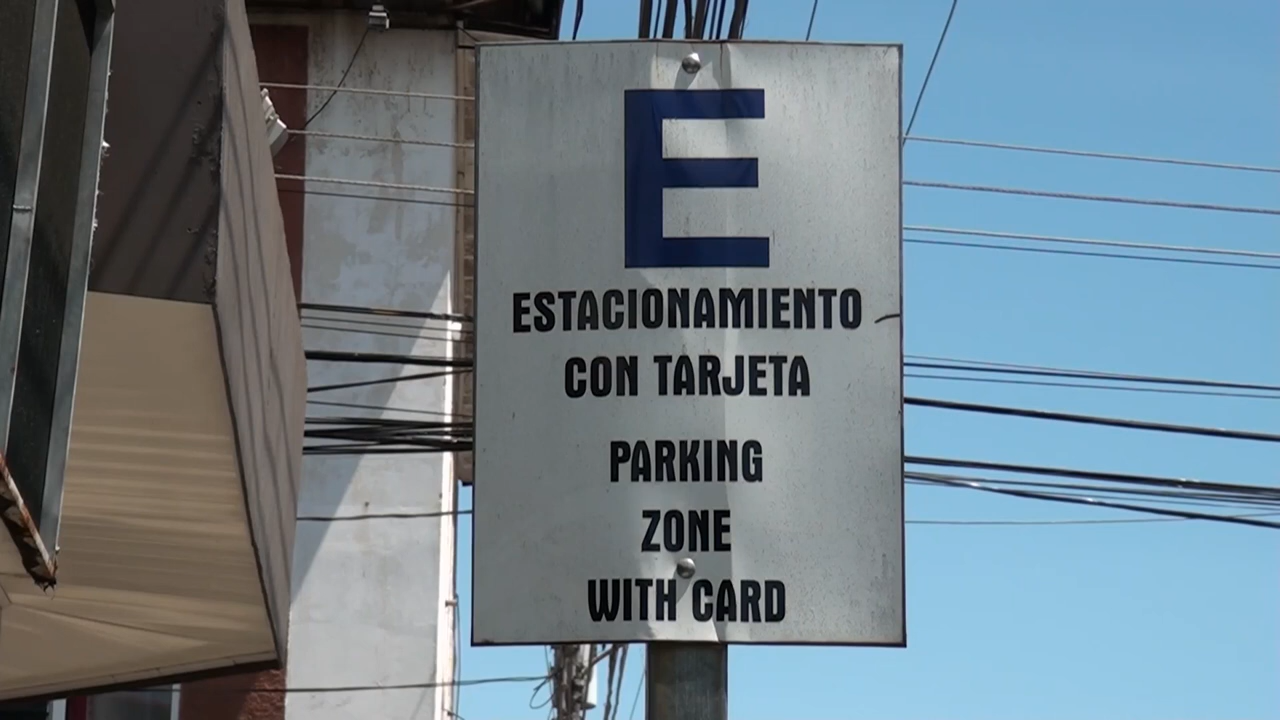 E
ESTACIONAMIENTO
CON TARJETA
PARKING
ZONE
WITH CARD